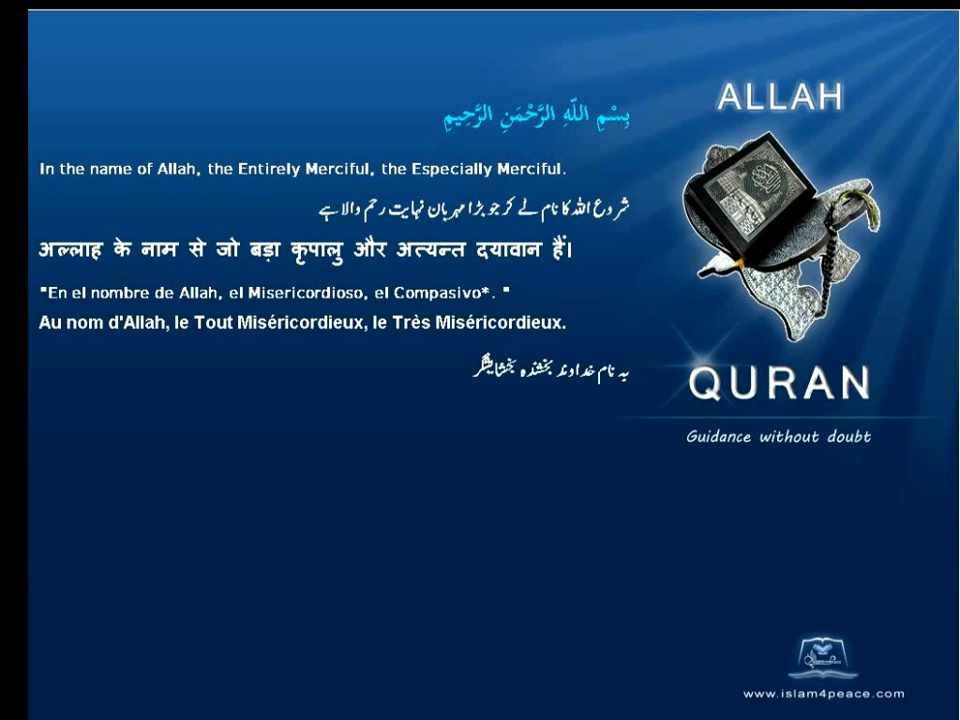 بِسْمِ اللّهِ الرَّحْمَنِ الرَّحِيمِ
In the name of Allah, the Entirely Merciful, the Especially Merciful.
شروع الله کا نام لے کر جو بڑا مہربان نہایت رحم والا ہے
अल्लाह के नाम से जो बड़ा कृपालु और अत्यन्त दयावान हैं।
"En el nombre de Allah, el Misericordioso, el Compasivo*. "
Au nom d'Allah, le Tout Miséricordieux, le Très Miséricordieux.
به نام خداوند بخشنده بخشایشگر
ALLAH
QURAN
Guidance without doubt
www.islam4peace.com